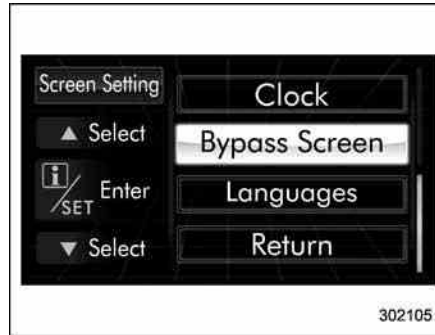 Screen Setting
▲ Select
i/SET Enter
▼ Select
Clock
Bypass Screen
Languages
Return
302105